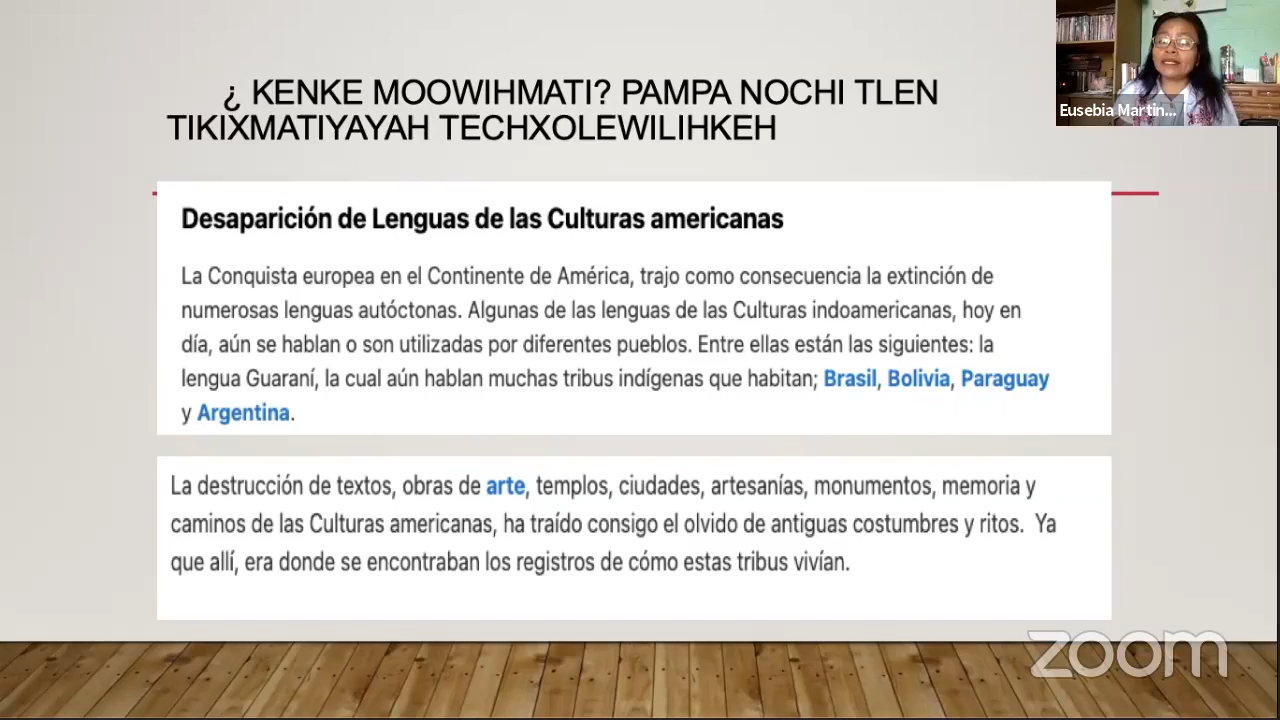 ¿ KENKE MOOWIHMATI? PAMPA NOCHI TLEN
TIKIXMATIYAYAH TECHXOLEWILIHKEH
Eusebia Martin...
Desaparición de Lenguas de las Culturas americanas
La Conquista europea en el Continente de América, trajo como consecuencia la extinción de
numerosas lenguas autóctonas. Algunas de las lenguas de las Culturas indoamericanas, hoy en
día, aún se hablan o son utilizadas por diferentes pueblos. Entre ellas están las siguientes: la
lengua Guaraní, la cual aún hablan muchas tribus indígenas que habitan; Brasil, Bolivia, Paraguay
y Argentina.
La destrucción de textos, obras de arte, templos, ciudades, artesanías, monumentos, memoria y
caminos de las Culturas americanas, ha traído consigo el olvido de antiguas costumbres y ritos. Ya
que allí, era donde se encontraban los registros de cómo estas tribus vivían.
zoom